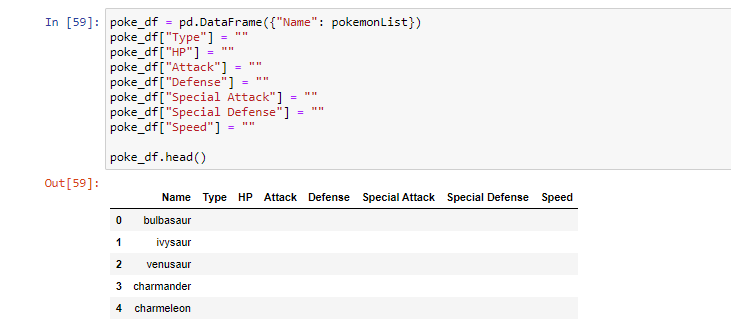 In [59]: poke_df = pd.DataFrame({"Name": pokemonList})
poke_df["Type"] = ""
poke_df["HP"] = ""
poke_df["Attack"] = ""
poke_df["Defense"] = ""
poke_df["Special Attack"] = ""
poke_df["Special Defense"] = ""
poke_df["Speed"] = ""
poke_df.head()
Out[59]:
Name Type HP Attack Defense Special Attack Special Defense Speed
0 bulbasaur
1 ivysaur
2 venusaur
3 charmander
4 charmeleon